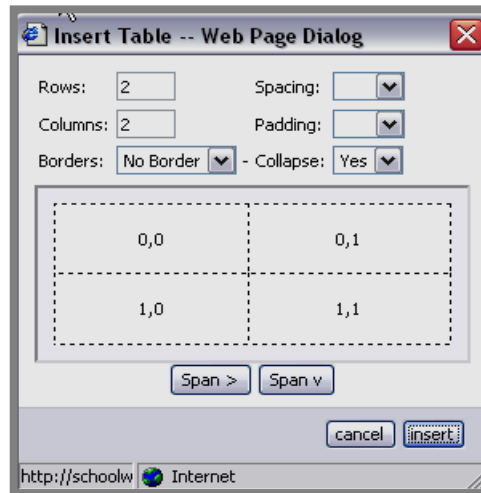 Insert Table -- Web Page Dialog
Rows: 2 Spacing:
Columns: 2 Padding:
Borders: No Border - Collapse: Yes
0,0 0,1
1,0 1,1
Span > Span v
cancel insert
http://schoolw Internet